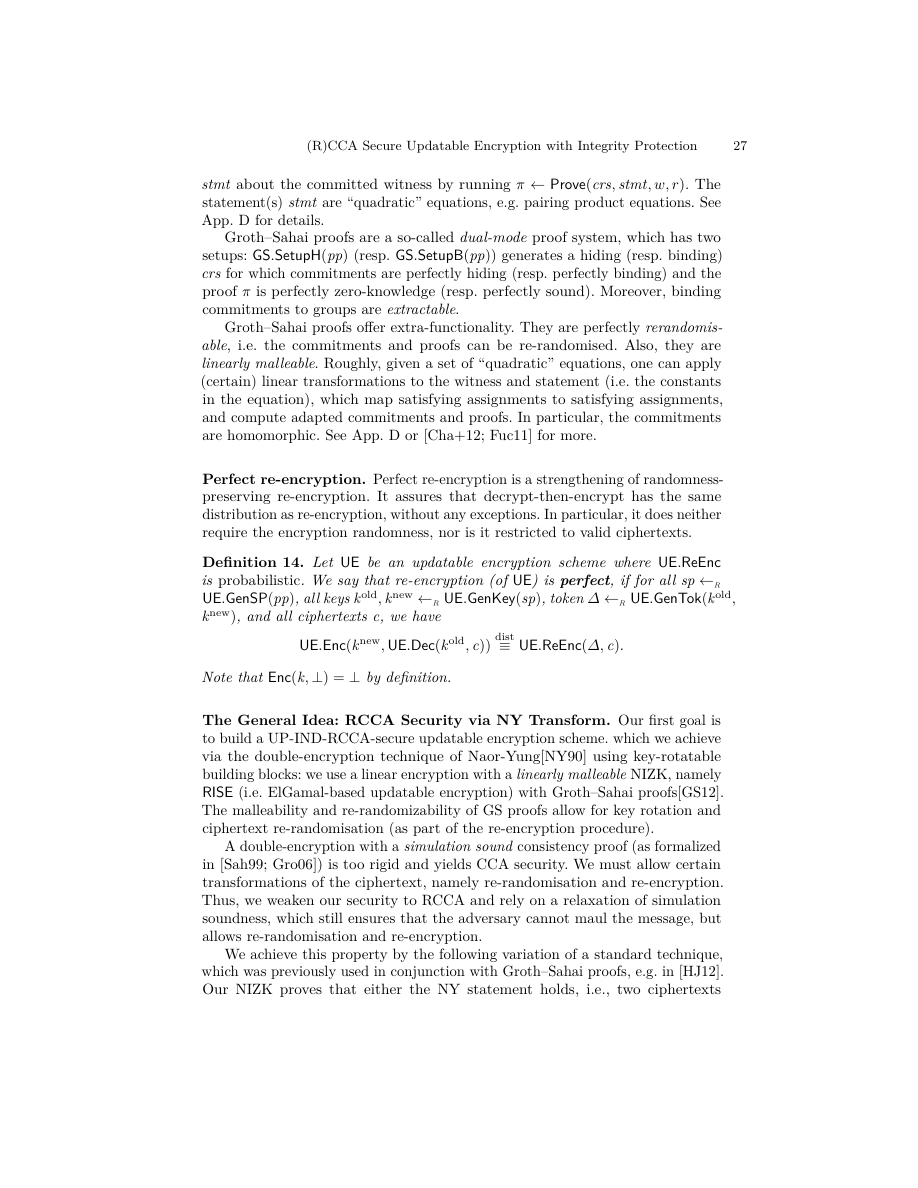 (R)CCA Secure Updatable Encryption with Integrity Protection 27
stmt about the committed witness by running π ← Prove(crs, stmt, w, r). The
statement(s) stmt are “quadratic” equations, e.g. pairing product equations. See
App. D for details.
Groth–Sahai proofs are a so-called dual-mode proof system, which has two
setups: GS.SetupH(pp) (resp. GS.SetupB(pp)) generates a hiding (resp. binding)
crs for which commitments are perfectly hiding (resp. perfectly binding) and the
proof π is perfectly zero-knowledge (resp. perfectly sound). Moreover, binding
commitments to groups are extractable.
Groth–Sahai proofs offer extra-functionality. They are perfectly rerandomis-
able, i.e. the commitments and proofs can be re-randomised. Also, they are
linearly malleable. Roughly, given a set of “quadratic” equations, one can apply
(certain) linear transformations to the witness and statement (i.e. the constants
in the equation), which map satisfying assignments to satisfying assignments,
and compute adapted commitments and proofs. In particular, the commitments
are homomorphic. See App. D or [Cha+12; Fuc11] for more.
Perfect re-encryption. Perfect re-encryption is a strengthening of randomness-
preserving re-encryption. It assures that decrypt-then-encrypt has the same
distribution as re-encryption, without any exceptions. In particular, it does neither
require the encryption randomness, nor is it restricted to valid ciphertexts.
Definition 14. Let UE be an updatable encryption scheme where UE.ReEnc
is probabilistic. We say that re-encryption (of UE) is perfect, if for all sp ←R
UE.GenSP(pp), all keys k^old, k^new ←R UE.GenKey(sp), token Δ ←R UE.GenTok(k^old,
k^new), and all ciphertexts c, we have
UE.Enc(k^new, UE.Dec(k^old, c)) ≡^dist UE.ReEnc(Δ, c).
Note that Enc(k, ⊥) = ⊥ by definition.
The General Idea: RCCA Security via NY Transform. Our first goal is
to build a UP-IND-RCCA-secure updatable encryption scheme. which we achieve
via the double-encryption technique of Naor-Yung[NY90] using key-rotatable
building blocks: we use a linear encryption with a linearly malleable NIZK, namely
RISE (i.e. ElGamal-based updatable encryption) with Groth–Sahai proofs[GS12].
The malleability and re-randomizability of GS proofs allow for key rotation and
ciphertext re-randomisation (as part of the re-encryption procedure).
A double-encryption with a simulation sound consistency proof (as formalized
in [Sah99; Gro06]) is too rigid and yields CCA security. We must allow certain
transformations of the ciphertext, namely re-randomisation and re-encryption.
Thus, we weaken our security to RCCA and rely on a relaxation of simulation
soundness, which still ensures that the adversary cannot maul the message, but
allows re-randomisation and re-encryption.
We achieve this property by the following variation of a standard technique,
which was previously used in conjunction with Groth–Sahai proofs, e.g. in [HJ12].
Our NIZK proves that either the NY statement holds, i.e., two ciphertexts